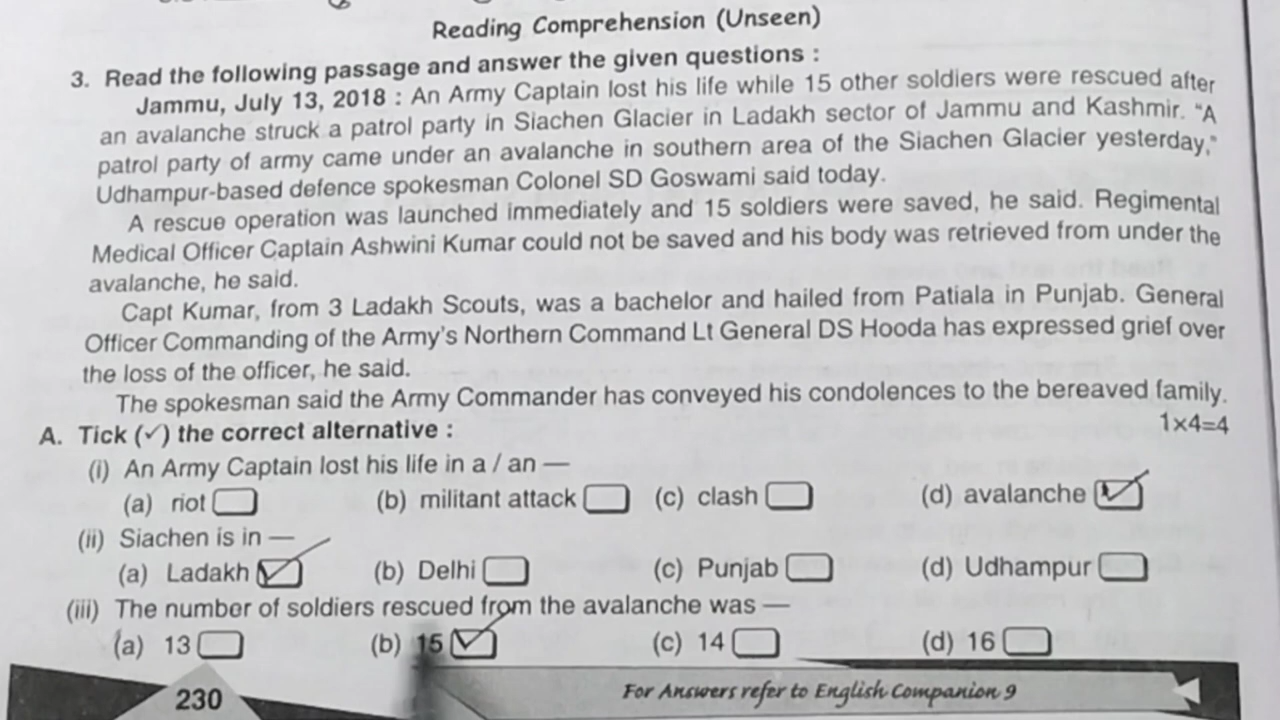 Reading Comprehension (Unseen)
3. Read the following passage and answer the given questions :
Jammu, July 13, 2018 : An Army Captain lost his life while 15 other soldiers were rescued after
an avalanche struck a patrol party in Siachen Glacier in Ladakh sector of Jammu and Kashmir. "A
patrol party of army came under an avalanche in southern area of the Siachen Glacier yesterday,"
Udhampur-based defence spokesman Colonel SD Goswami said today.
A rescue operation was launched immediately and 15 soldiers were saved, he said. Regimental
Medical Officer Captain Ashwini Kumar could not be saved and his body was retrieved from under the
avalanche, he said.
Capt Kumar, from 3 Ladakh Scouts, was a bachelor and hailed from Patiala in Punjab. General
Officer Commanding of the Army's Northern Command Lt General DS Hooda has expressed grief over
the loss of the officer, he said.
The spokesman said the Army Commander has conveyed his condolences to the bereaved family.
A. Tick (✓) the correct alternative : 1×4=4
(i) An Army Captain lost his life in a / an —
(a) riot (b) militant attack (c) clash (d) avalanche ✓
(ii) Siachen is in —
(a) Ladakh ✓ (b) Delhi (c) Punjab (d) Udhampur
(iii) The number of soldiers rescued from the avalanche was —
(a) 13 (b) 15 ✓ (c) 14 (d) 16
230 For Answers refer to English Companion 9